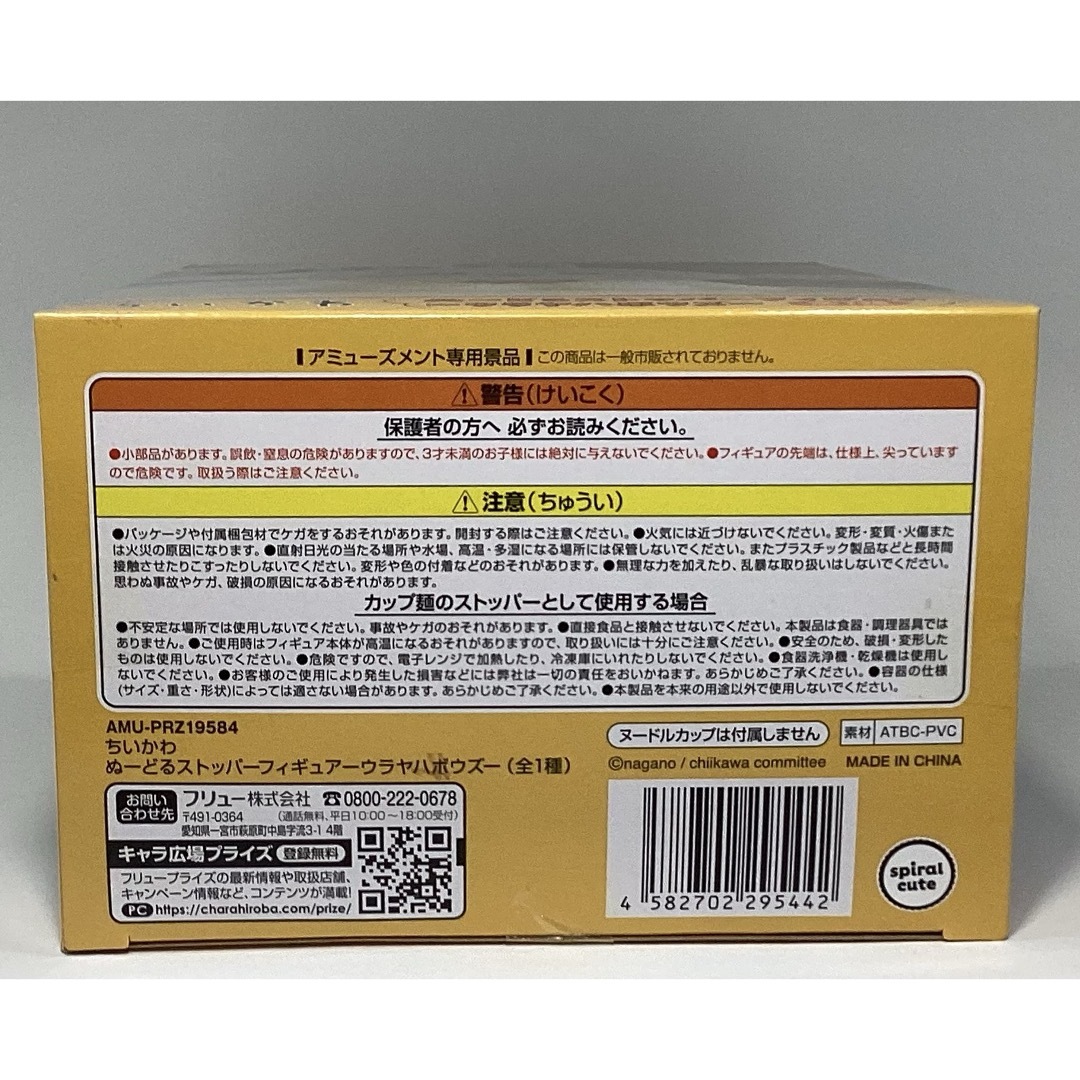 アミューズメント専用景品 この商品は一般市販されておりません。
⚠警告(けいこく)
保護者の方へ 必ずお読みください。
●小部品があります。誤飲・窒息の危険がありますので、3才未満のお子様には絶対に与えないでください。●フィギュアの先端は、仕様上、尖っています
ので危険です。取扱う際はご注意ください。
⚠注意(ちゅうい)
●パッケージや付属梱包材でケガをするおそれがあります。開封する際はご注意ください。●火気には近づけないでください。変形・変質・火傷また
は火災の原因になります。●直射日光の当たる場所や水場、高温・多湿になる場所には保管しないでください。またプラスチック製品などと長時間
接触させたりこすったりしないでください。変形や色の付着などのおそれがあります。●無理な力を加えたり、乱暴な取り扱いはしないでください。
思わぬ事故やケガ、破損の原因になるおそれがあります。
カップ麺のストッパーとして使用する場合
●不安定な場所では使用しないでください。事故やケガのおそれがあります。●直接食品と接触させないでください。本製品は食器・調理器具では
ありません。●ご使用時はフィギュア本体が高温になるおそれがありますので、取り扱いには十分にご注意ください。●安全のため、破損・変形した
ものは使用しないでください。●危険ですので、電子レンジで加熱したり、冷凍庫にいれたりしないでください。●食器洗浄機・乾燥機は使用し
ないでください。●お客様のご使用により発生した損害などには弊社は一切の責任をおいかねます。あらかじめご了承ください。●容器の仕様
(サイズ・重さ・形状)によっては適さない場合があります。あらかじめご了承ください。●本製品を本来の用途以外で使用しないでください。
AMU-PRZ19584
ちいかわ
ぬーどるストッパーフィギュアーウラヤハボウズー(全1種)
ヌードルカップは付属しません
素材 ATBC-PVC
©nagano / chiikawa committee MADE IN CHINA
お問い合わせ先
フリュー株式会社 ☎0800-222-0678
〒491-0364 (通話無料、平日10:00〜18:00受付)
愛知県一宮市萩原町中島字流3-1 4階
キャラ広場プライズ 登録無料
フリュープライズの最新情報や取扱店舗、
キャンペーン情報など、コンテンツが満載!
PC https://charahiroba.com/prize/
4 582702 295442
spiral
cute